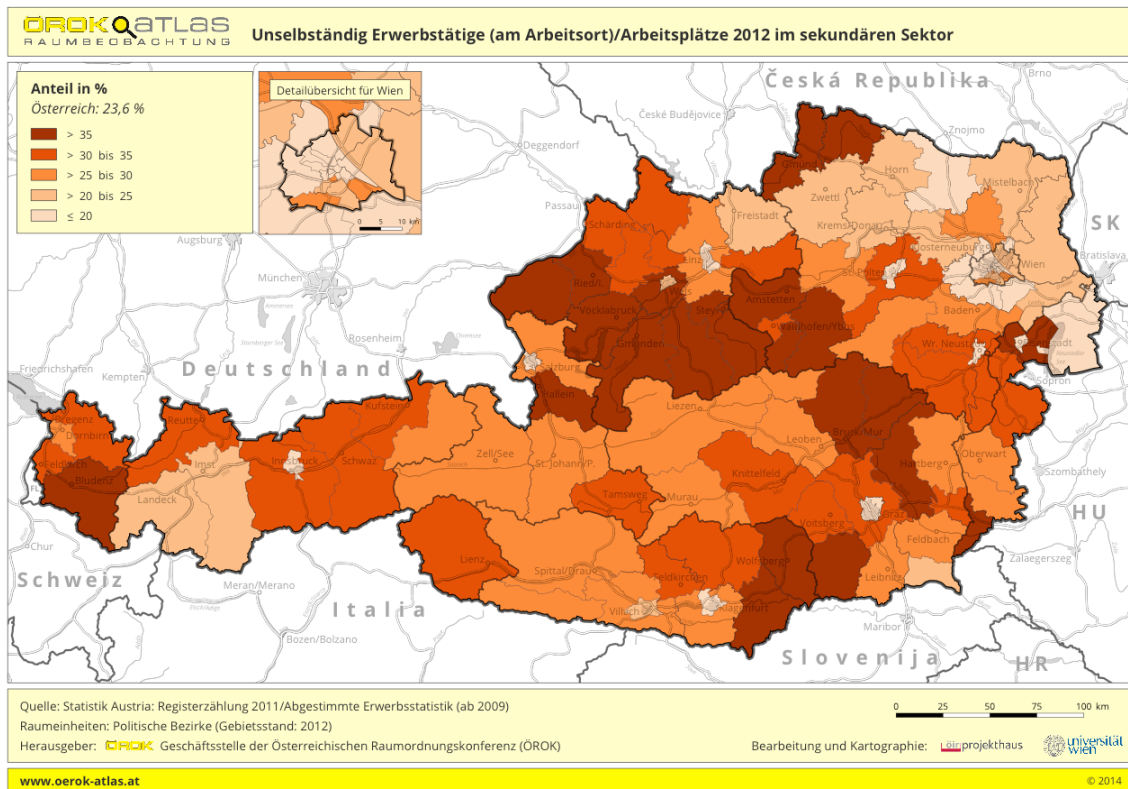 ÖROK ATLAS
RAUMBEOBACHTUNG
Unselbständig Erwerbstätige (am Arbeitsort)/Arbeitsplätze 2012 im sekundären Sektor
Anteil in %
Österreich: 23,6 %
> 35
> 30 bis 35
> 25 bis 30
> 20 bis 25
≤ 20
Detailübersicht für Wien
0 5 10 km
Česká Republika
Brno
České Budějovice
Znojmo
Deggendorf
Gmünd
Horn
Mistelbach
Zwettl
SK
Passau
Freistadt
Krems/Donau
Schärding
Augsburg
Klosterneuburg
Linz
Wien
Bratislava
München
St. Pölten
Ried/I.
Amstetten
Vöcklabruck
Steyr
Baden
Waidhofen/Ybbs
Rosenheim
Gmunden
Wr. Neustadt
Friedrichshafen
Kempten
Deutschland
Salzburg
Sopron
Hallein
Kufstein
Liezen
Bregenz
Reutte
Dornbirn
Bruck/Mur
Leoben
Feldkirch
Imst
Innsbruck
Schwaz
Zell/See
St. Johann/P.
Hartberg
Oberwart
Bludenz
Knittelfeld
Szombathely
Landeck
Tamsweg
Murau
HU
Voitsberg
Graz
Chur
Feldbach
Lienz
Wolfsberg
Zalaegerszeg
Schweiz
Spittal/Drau
Feldkirchen
Leibnitz
Meran/Merano
Italia
Villach
Klagenfurt
Maribor
Bozen/Bolzano
Slovenija
HR
Quelle: Statistik Austria: Registerzählung 2011/Abgestimmte Erwerbsstatistik (ab 2009)
0 25 50 75 100 km
Raumeinheiten: Politische Bezirke (Gebietsstand: 2012)
Herausgeber: ÖROK Geschäftsstelle der Österreichischen Raumordnungskonferenz (ÖROK)
Bearbeitung und Kartographie: öir projekthaus universität wien
www.oerok-atlas.at
© 2014